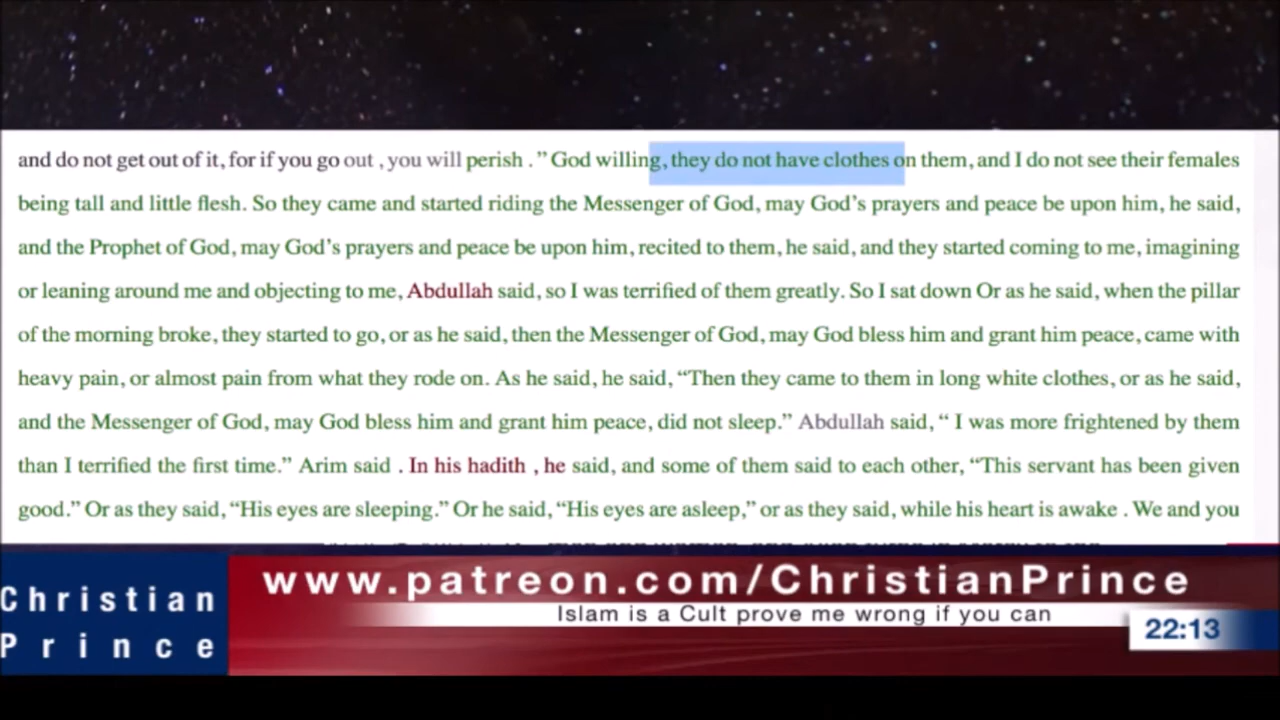 and do not get out of it, for if you go out , you will perish . ” God willing, they do not have clothes on them, and I do not see their females
being tall and little flesh. So they came and started riding the Messenger of God, may God’s prayers and peace be upon him, he said,
and the Prophet of God, may God’s prayers and peace be upon him, recited to them, he said, and they started coming to me, imagining
or leaning around me and objecting to me, Abdullah said, so I was terrified of them greatly. So I sat down Or as he said, when the pillar
of the morning broke, they started to go, or as he said, then the Messenger of God, may God bless him and grant him peace, came with
heavy pain, or almost pain from what they rode on. As he said, he said, “Then they came to them in long white clothes, or as he said,
and the Messenger of God, may God bless him and grant him peace, did not sleep.” Abdullah said, “ I was more frightened by them
than I terrified the first time.” Arim said . In his hadith , he said, and some of them said to each other, “This servant has been given
good.” Or as they said, “His eyes are sleeping.” Or he said, “His eyes are asleep,” or as they said, while his heart is awake . We and you
Christian
Prince
www.patreon.com/ChristianPrince
Islam is a Cult prove me wrong if you can
22:13